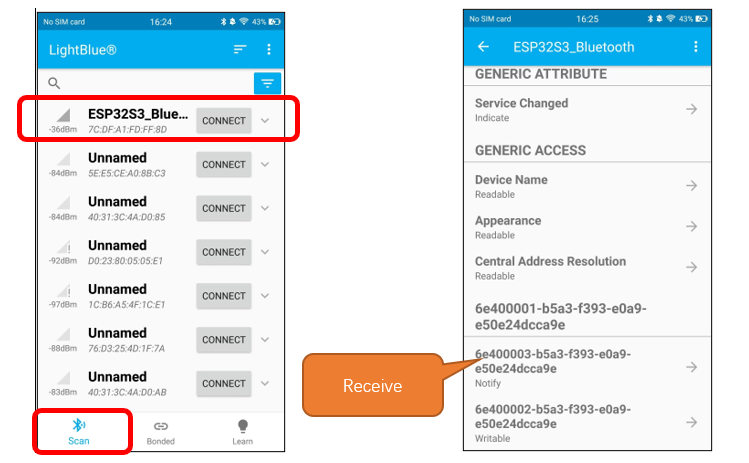 No SIM card 16:24 43%
LightBlue®
ESP32S3_Blue...
-36dBm 7C:DF:A1:FD:FF:8D
CONNECT
Unnamed
-84dBm 5E:E5:CE:A0:8B:C3
CONNECT
Unnamed
-84dBm 40:31:3C:4A:D0:85
CONNECT
Unnamed
-92dBm D0:23:80:05:05:E1
CONNECT
Unnamed
-97dBm 1C:B6:A5:4F:1C:E1
CONNECT
Unnamed
-88dBm 76:D3:25:4D:1F:7A
CONNECT
Unnamed
-83dBm 40:31:3C:4A:D0:AB
CONNECT
Scan Bonded Learn
Receive
No SIM card 16:25 43%
ESP32S3_Bluetooth
GENERIC ATTRIBUTE
Service Changed
Indicate
GENERIC ACCESS
Device Name
Readable
Appearance
Readable
Central Address Resolution
Readable
6e400001-b5a3-f393-e0a9-
e50e24dcca9e
6e400003-b5a3-f393-e0a9-
e50e24dcca9e
Notify
6e400002-b5a3-f393-e0a9-
e50e24dcca9e
Writable